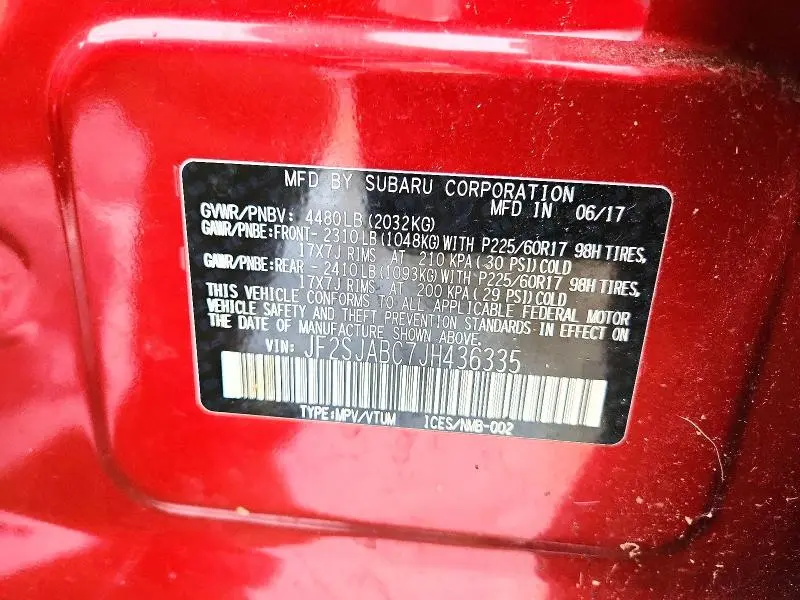 MFD BY SUBARU CORPORATION
MFD IN 06/17
GVWR/PNBV: 4480LB (2032KG)
GAWR/PNBE:FRONT- 2310LB (1048KG) WITH P225/60R17 98H TIRES,
17X7J RIMS AT 210 KPA (30 PSI) COLD
GAWR/PNBE:REAR - 2410LB (1093KG) WITH P225/60R17 98H TIRES,
17X7J RIMS AT 200 KPA (29 PSI) COLD
THIS VEHICLE CONFORMS TO ALL APPLICABLE FEDERAL MOTOR
VEHICLE SAFETY AND THEFT PREVENTION STANDARDS IN EFFECT ON
THE DATE OF MANUFACTURE SHOWN ABOVE.
VIN: JF2SJABC7JH436335
TYPE:MPV/VTUM ICES/NMB-002